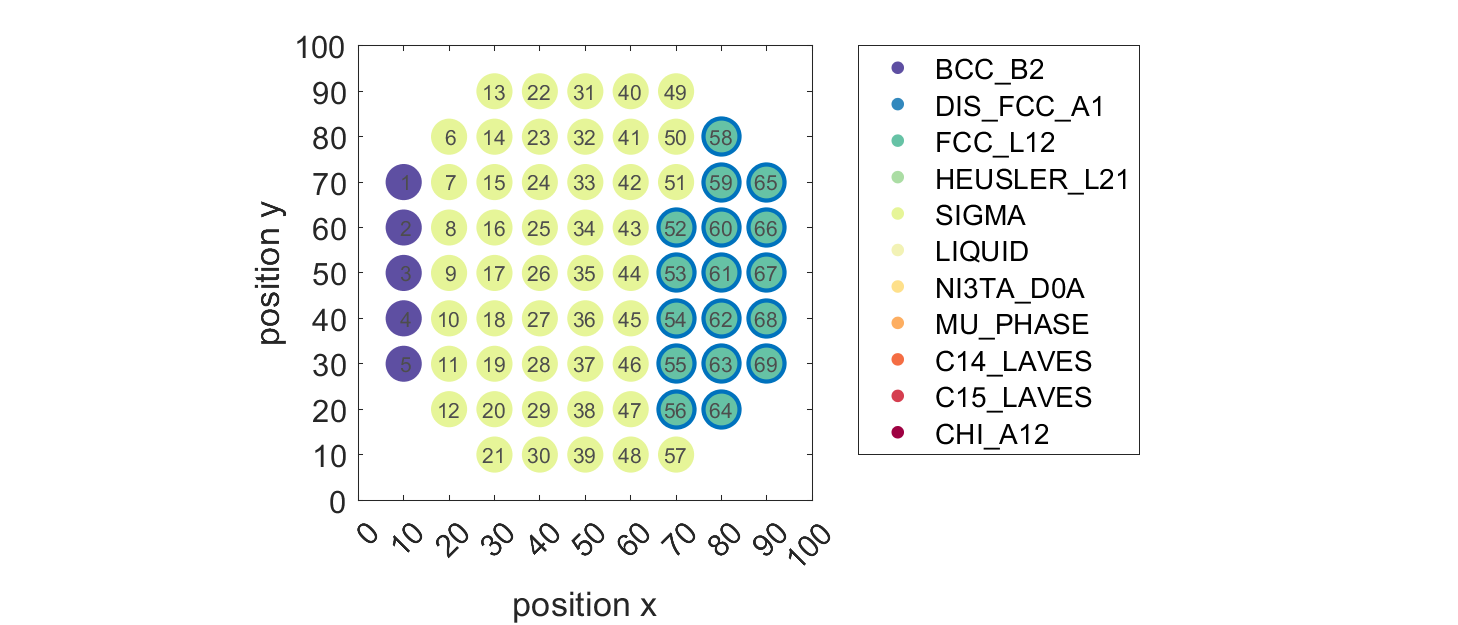 100
90
80
70
60
50
40
30
20
10
0
position y
13 22 31 40 49
6 14 23 32 41 50 58
1 7 15 24 33 42 51 59 65
2 8 16 25 34 43 52 60 66
3 9 17 26 35 44 53 61 67
4 10 18 27 36 45 54 62 68
5 11 19 28 37 46 55 63 69
12 20 29 38 47 56 64
21 30 39 48 57
0 10 20 30 40 50 60 70 80 90 100
position x
BCC_B2
DIS_FCC_A1
FCC_L12
HEUSLER_L21
SIGMA
LIQUID
NI3TA_D0A
MU_PHASE
C14_LAVES
C15_LAVES
CHI_A12